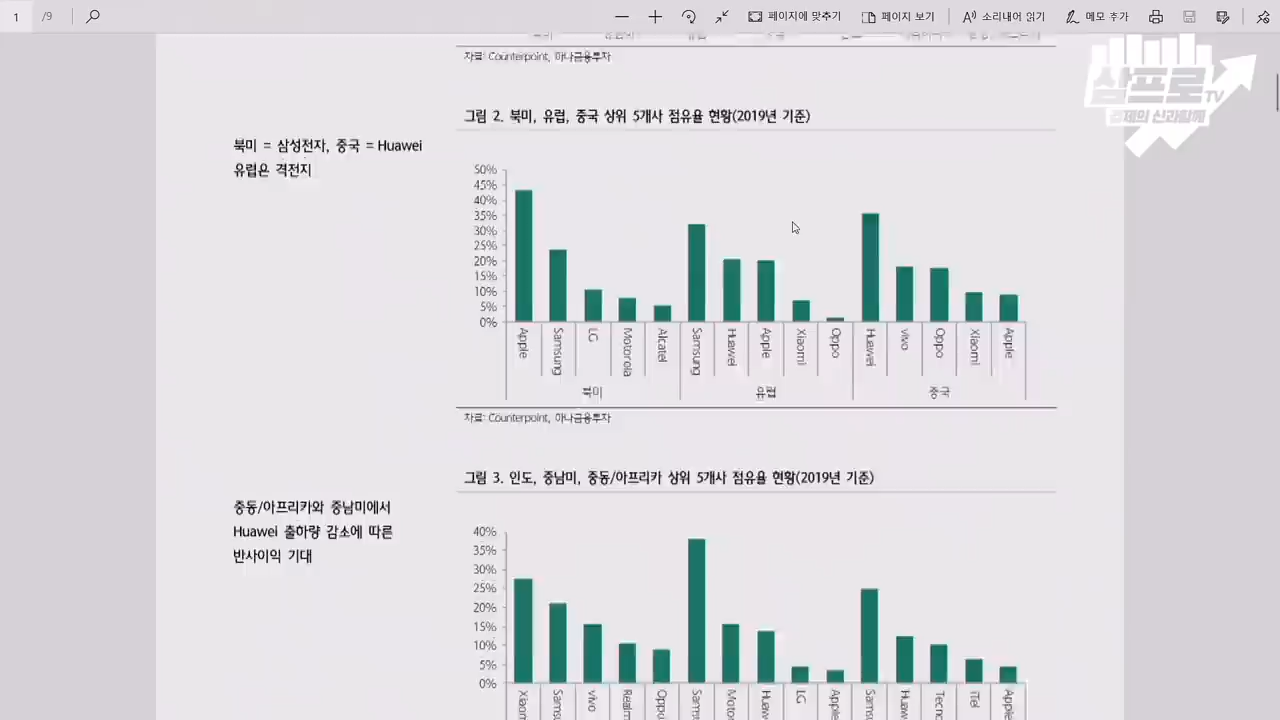 1
/9
페이지에 맞추기
페이지 보기
소리내어 읽기
메모 추가
삼프로TV
경제의 신과함께
자료: Counterpoint, 하나금융투자
그림 2. 북미, 유럽, 중국 상위 5개사 점유율 현황(2019년 기준)
북미 = 삼성전자, 중국 = Huawei
유럽은 격전지
50%
45%
40%
35%
30%
25%
20%
15%
10%
5%
0%
Apple Samsung LG Motorola Alcatel Samsung Huawei Apple Xiaomi Oppo Huawei vivo Oppo Xiaomi Apple
북미 유럽 중국
자료: Counterpoint, 하나금융투자
그림 3. 인도, 중남미, 중동/아프리카 상위 5개사 점유율 현황(2019년 기준)
중동/아프리카와 중남미에서
Huawei 출하량 감소에 따른
반사이익 기대
40%
35%
30%
25%
20%
15%
10%
5%
0%
vivo LG Apple iTel Apple